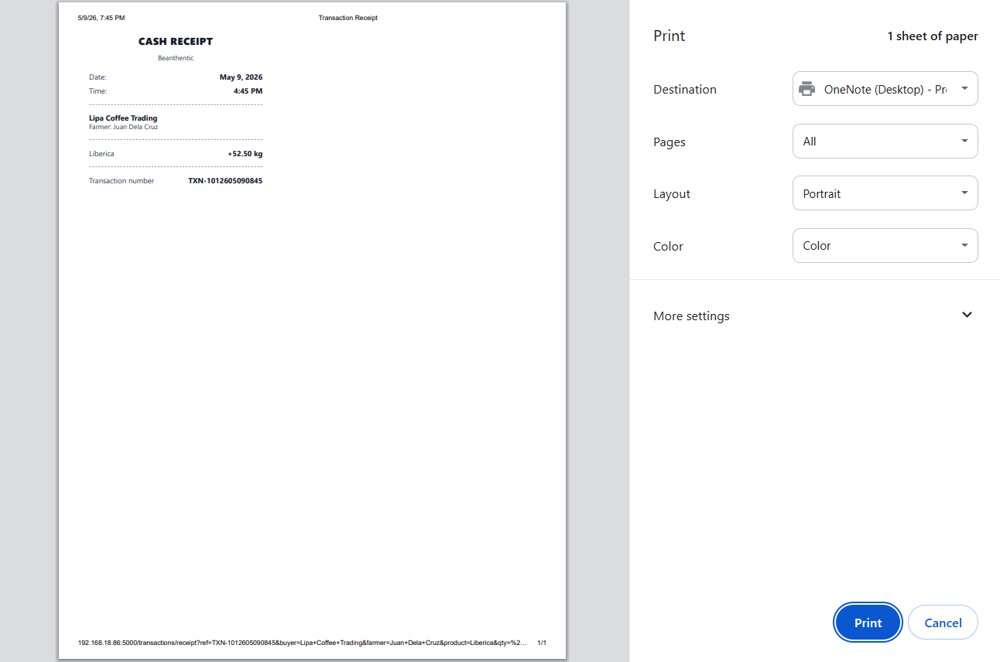 5/9/26, 7:45 PM Transaction Receipt
CASH RECEIPT
Beanthentic
Date: May 9, 2026
Time: 4:45 PM
--------------------------------------------------------
Lipa Coffee Trading
Farmer: Juan Dela Cruz
--------------------------------------------------------
Liberica +52.50 kg
--------------------------------------------------------
Transaction number TXN-1012605090845
192.168.18.86:5000/transactions/receipt?ref=TXN-1012605090845&buyer=Lipa+Coffee+Trading&farmer=Juan+Dela+Cruz&product=Liberica&qty=%2... 1/1
Print 1 sheet of paper
Destination OneNote (Desktop) - Pr
Pages All
Layout Portrait
Color Color
More settings
Print Cancel